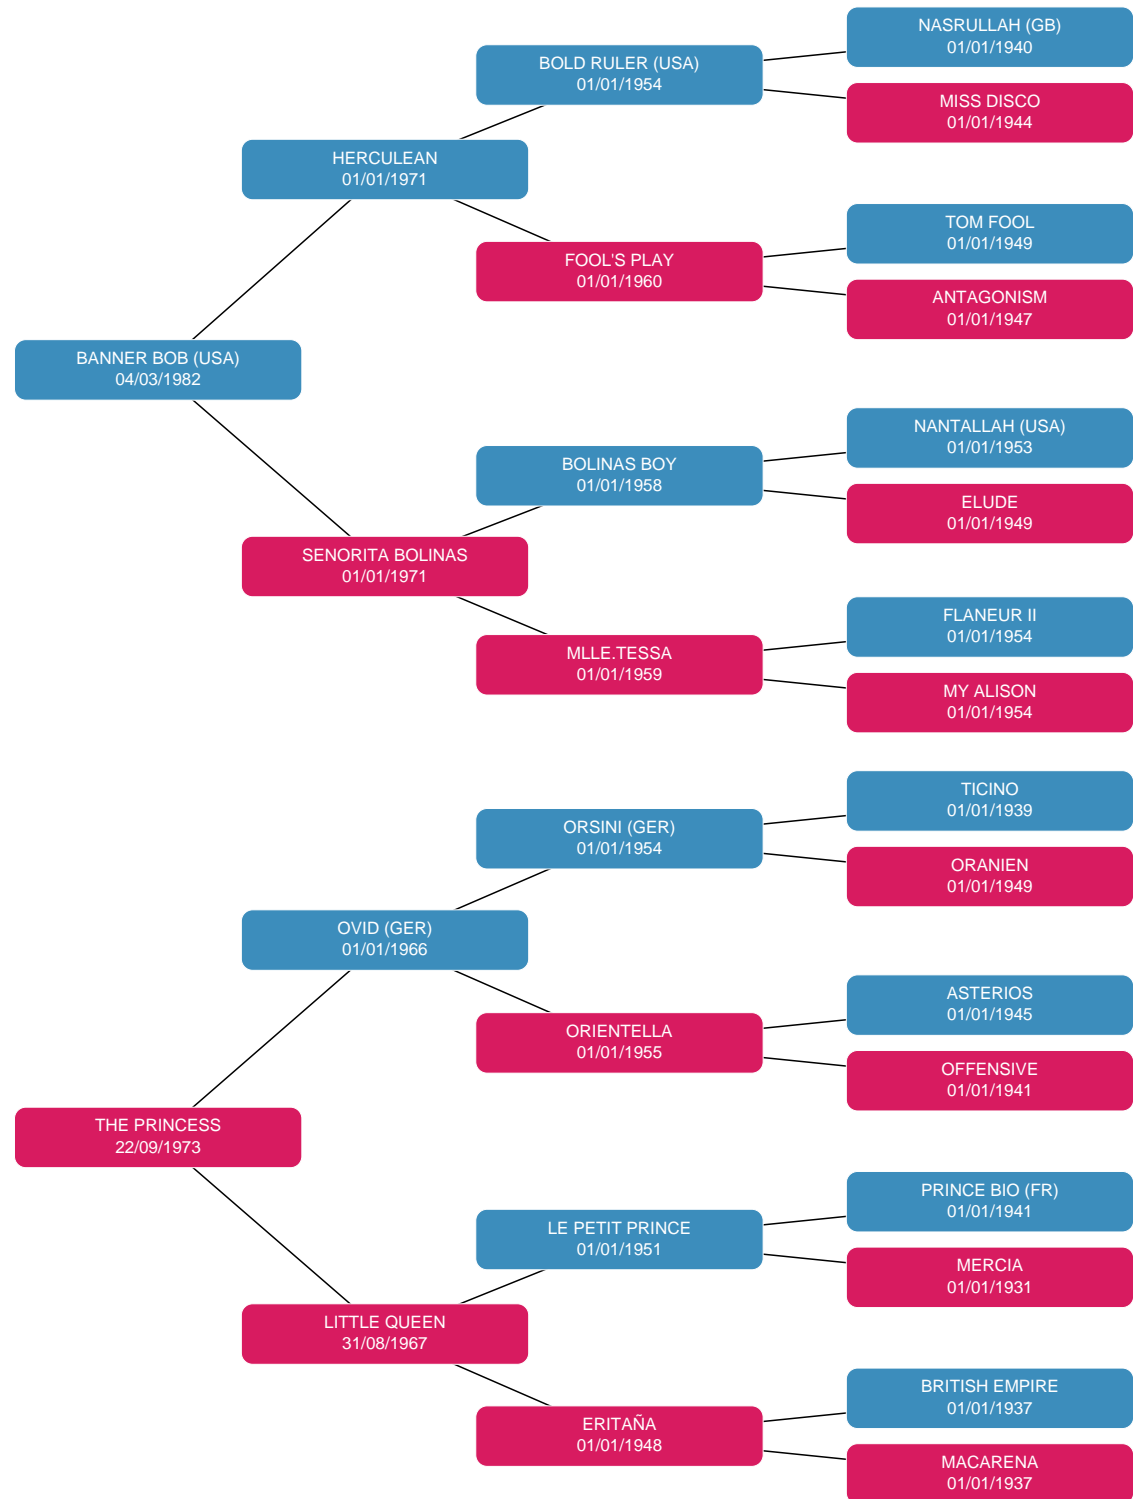 NASRULLAH (GB)
01/01/1940
BOLD RULER (USA)
01/01/1954
MISS DISCO
01/01/1944
HERCULEAN
01/01/1971
TOM FOOL
01/01/1949
FOOL'S PLAY
01/01/1960
ANTAGONISM
01/01/1947
BANNER BOB (USA)
04/03/1982
NANTALLAH (USA)
01/01/1953
BOLINAS BOY
01/01/1958
ELUDE
01/01/1949
SENORITA BOLINAS
01/01/1971
FLANEUR II
01/01/1954
MLLE.TESSA
01/01/1959
MY ALISON
01/01/1954
TICINO
01/01/1939
ORSINI (GER)
01/01/1954
ORANIEN
01/01/1949
OVID (GER)
01/01/1966
ASTERIOS
01/01/1945
ORIENTELLA
01/01/1955
OFFENSIVE
01/01/1941
THE PRINCESS
22/09/1973
PRINCE BIO (FR)
01/01/1941
LE PETIT PRINCE
01/01/1951
MERCIA
01/01/1931
LITTLE QUEEN
31/08/1967
BRITISH EMPIRE
01/01/1937
ERITAÑA
01/01/1948
MACARENA
01/01/1937